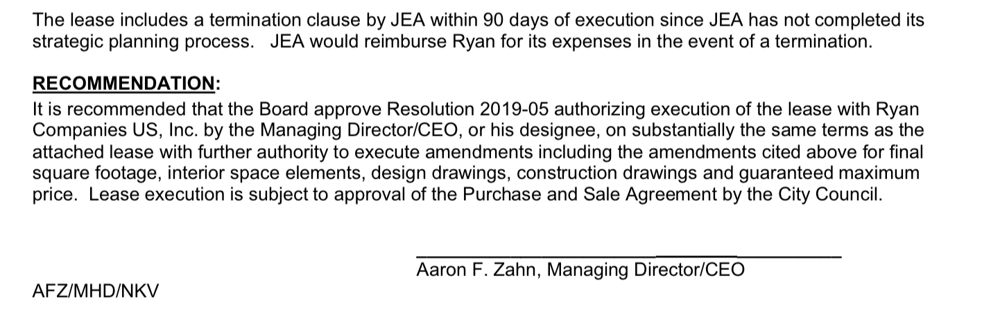 The lease includes a termination clause by JEA within 90 days of execution since JEA has not completed its
strategic planning process.   JEA would reimburse Ryan for its expenses in the event of a termination.
RECOMMENDATION:
It is recommended that the Board approve Resolution 2019-05 authorizing execution of the lease with Ryan
Companies US, Inc. by the Managing Director/CEO, or his designee, on substantially the same terms as the
attached lease with further authority to execute amendments including the amendments cited above for final
square footage, interior space elements, design drawings, construction drawings and guaranteed maximum
price.  Lease execution is subject to approval of the Purchase and Sale Agreement by the City Council.
Aaron F. Zahn, Managing Director/CEO
AFZ/MHD/NKV